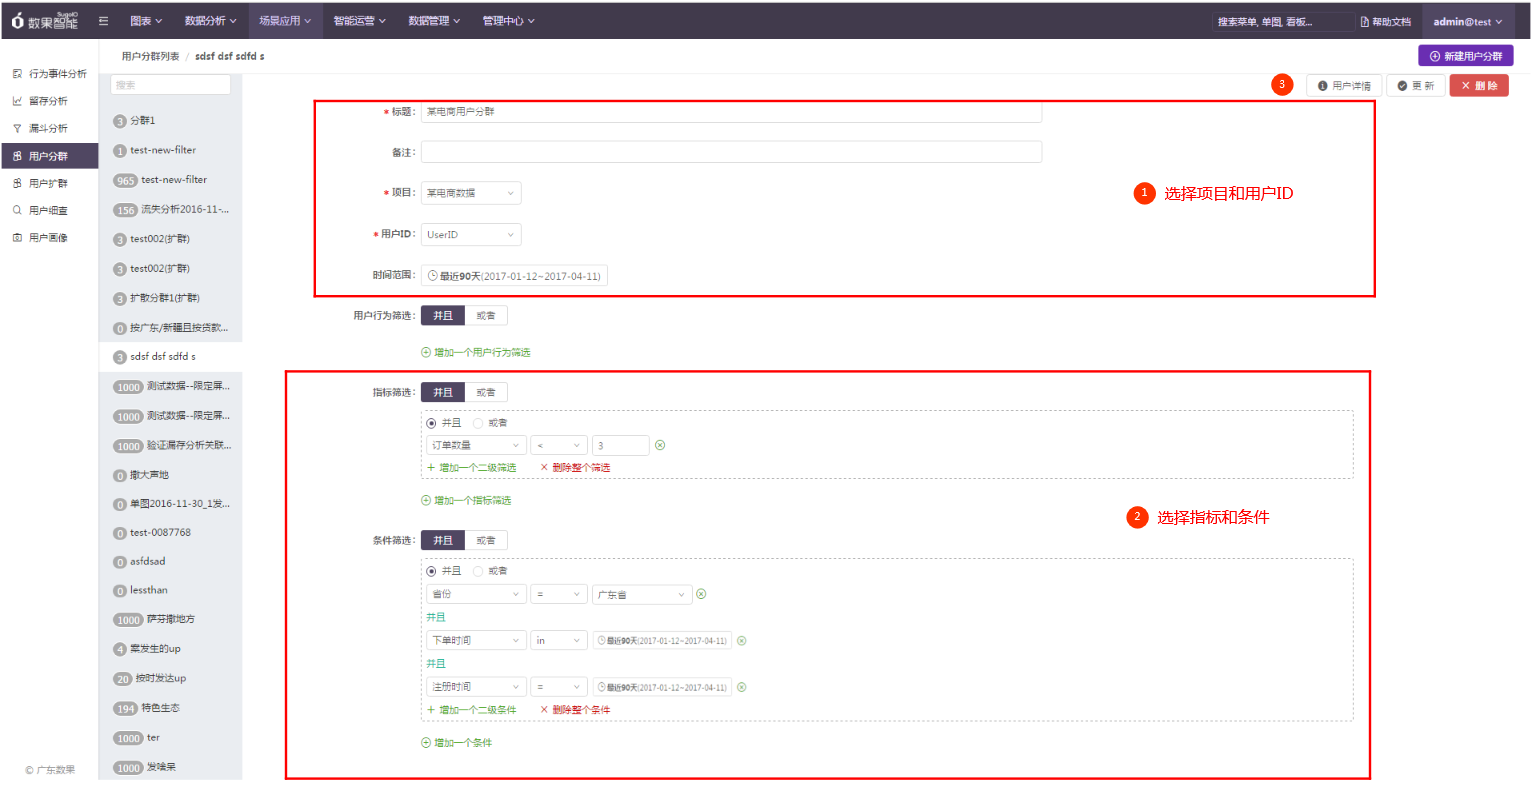 SugoIO
数果智能
图表
数据分析
场景应用
智能运营
数据管理
管理中心
搜索菜单, 单图, 看板...
帮助文档
admin@test
行为事件分析
留存分析
漏斗分析
用户分群
用户扩群
用户细查
用户画像
© 广东数果
用户分群列表 / sdsf dsf sdfd s
新建用户分群
搜索
3 分群1
1 test-new-filter
965 test-new-filter
156 流失分析2016-11-...
3 test002(扩群)
3 test002(扩群)
3 扩散分群1(扩群)
0 按广东/新疆且按贷款...
3 sdsf dsf sdfd s
1000 测试数据--限定屏...
1000 测试数据--限定屏...
1000 验证漏存分析关联...
0 撒大声地
0 单图2016-11-30_1发...
0 test-0087768
0 asfdsad
0 lessthan
1000 萨芬撒地方
4 案发生的up
20 按时发达up
194 特色生态
1000 ter
1000 发啥呆
3
用户详情
更新
删除
* 标题: 某电商用户分群
备注:
* 项目: 某电商数据
* 用户ID: UserID
时间范围: 最近90天(2017-01-12~2017-04-11)
1 选择项目和用户ID
用户行为筛选: 并且 或者
增加一个用户行为筛选
指标筛选: 并且 或者
并且 或者
订单数量 < 3
+ 增加一个二级筛选 × 删除整个筛选
增加一个指标筛选
2 选择指标和条件
条件筛选: 并且 或者
并且 或者
省份 = 广东省
并且
下单时间 in 最近90天(2017-01-12~2017-04-11)
并且
注册时间 = 最近90天(2017-01-12~2017-04-11)
+ 增加一个二级条件 × 删除整个条件
增加一个条件